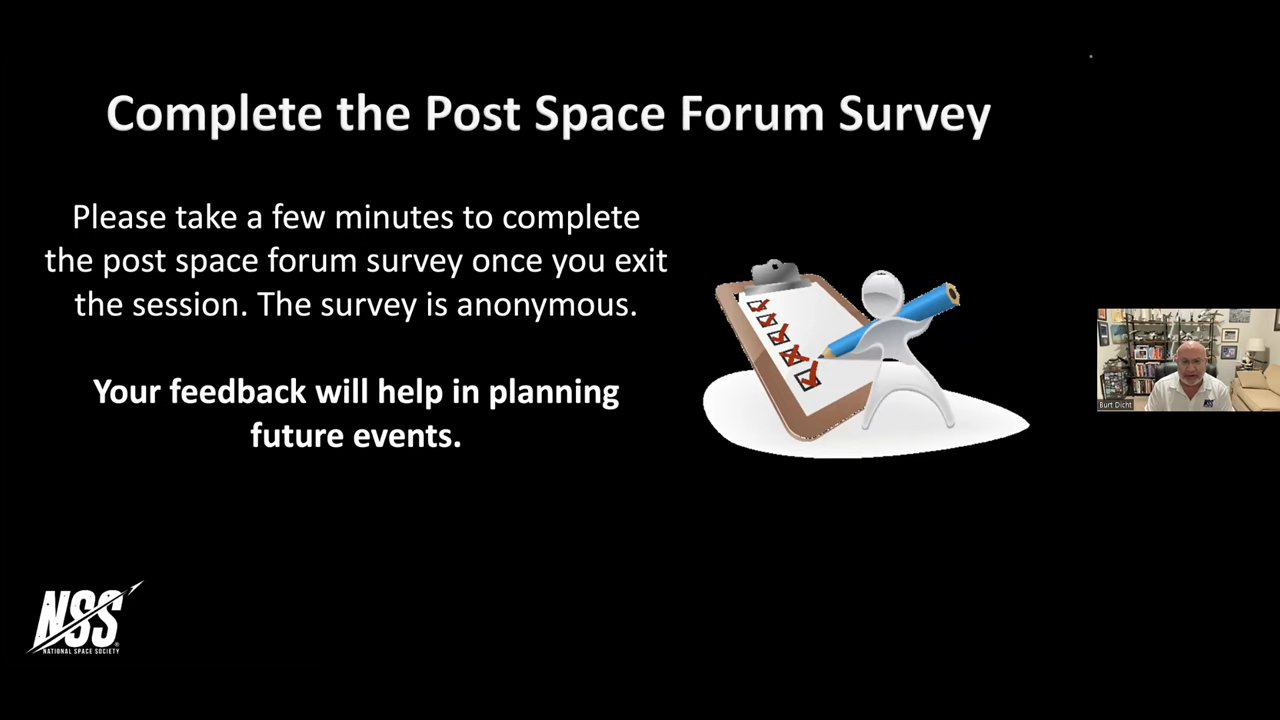 Complete the Post Space Forum Survey
Please take a few minutes to complete
the post space forum survey once you exit
the session. The survey is anonymous.
Your feedback will help in planning
future events.
Burt Dicht
NSS
NSS®
NATIONAL SPACE SOCIETY